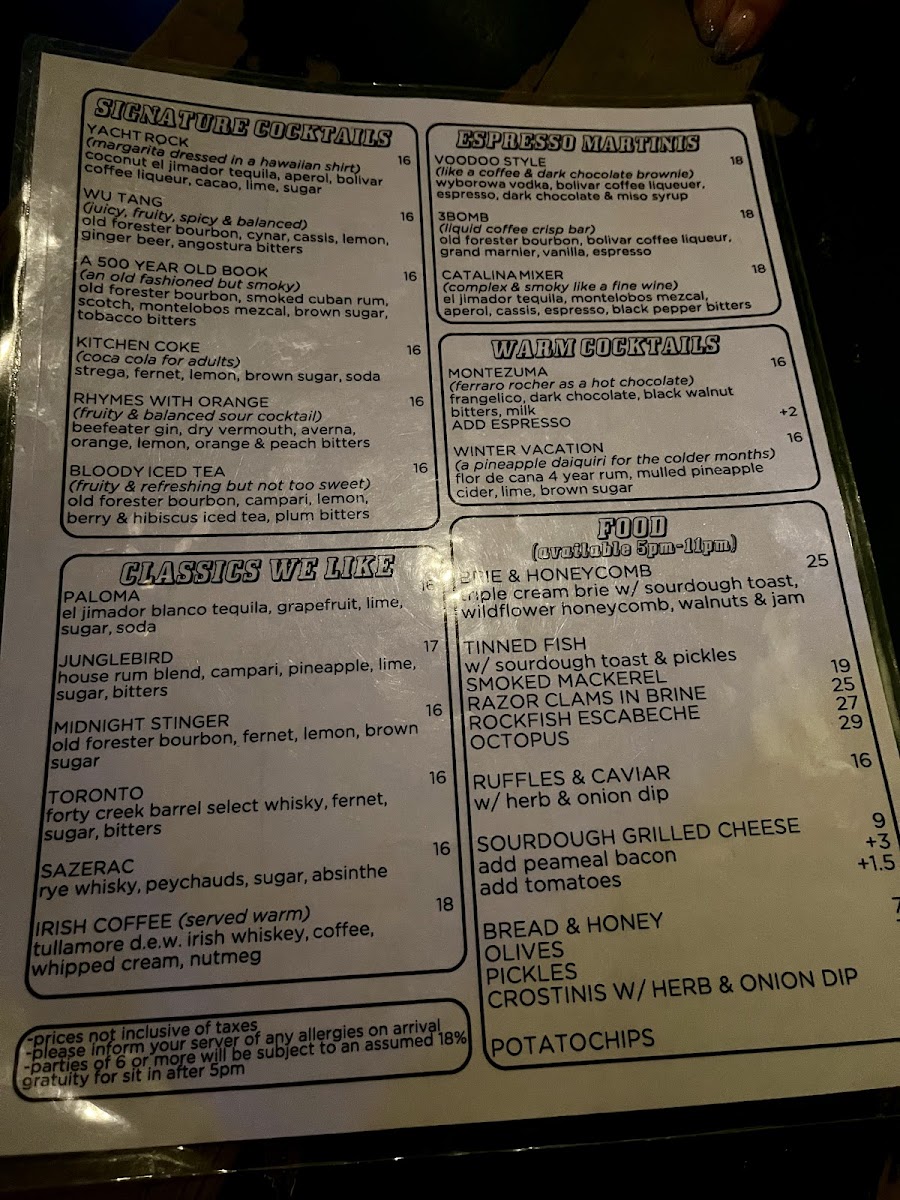 SIGNATURE COCKTAILS
YACHT ROCK 16
(margarita dressed in a hawaiian shirt)
coconut el jimador tequila, aperol, bolivar
coffee liqueur, cacao, lime, sugar
WU TANG 16
(juicy, fruity, spicy & balanced)
old forester bourbon, cynar, cassis, lemon,
ginger beer, angostura bitters
A 500 YEAR OLD BOOK 16
(an old fashioned but smoky)
old forester bourbon, smoked cuban rum,
scotch, montelobos mezcal, brown sugar,
tobacco bitters
KITCHEN COKE 16
(coca cola for adults)
strega, fernet, lemon, brown sugar, soda
RHYMES WITH ORANGE 16
(fruity & balanced sour cocktail)
beefeater gin, dry vermouth, averna,
orange, lemon, orange & peach bitters
BLOODY ICED TEA 16
(fruity & refreshing but not too sweet)
old forester bourbon, campari, lemon,
berry & hibiscus iced tea, plum bitters
CLASSICS WE LIKE
PALOMA 16
el jimador blanco tequila, grapefruit, lime,
sugar, soda
JUNGLEBIRD 17
house rum blend, campari, pineapple, lime,
sugar, bitters
MIDNIGHT STINGER 16
old forester bourbon, fernet, lemon, brown
sugar
TORONTO 16
forty creek barrel select whisky, fernet,
sugar, bitters
SAZERAC 16
rye whisky, peychauds, sugar, absinthe
IRISH COFFEE (served warm) 18
tullamore d.e.w. irish whiskey, coffee,
whipped cream, nutmeg
-prices not inclusive of taxes
-please inform your server of any allergies on arrival
-parties of 6 or more will be subject to an assumed 18%
gratuity for sit in after 5pm
ESPRESSO MARTINIS
VOODOO STYLE 18
(like a coffee & dark chocolate brownie)
wyborowa vodka, bolivar coffee liqueuer,
espresso, dark chocolate & miso syrup
3BOMB 18
(liquid coffee crisp bar)
old forester bourbon, bolivar coffee liqueur,
grand marnier, vanilla, espresso
CATALINA MIXER 18
(complex & smoky like a fine wine)
el jimador tequila, montelobos mezcal,
aperol, cassis, espresso, black pepper bitters
WARM COCKTAILS
MONTEZUMA 16
(ferraro rocher as a hot chocolate)
frangelico, dark chocolate, black walnut
bitters, milk
ADD ESPRESSO +2
WINTER VACATION 16
(a pineapple daiquiri for the colder months)
flor de cana 4 year rum, mulled pineapple
cider, lime, brown sugar
FOOD
(available 5pm-11pm)
BRIE & HONEYCOMB 25
triple cream brie w/ sourdough toast,
wildflower honeycomb, walnuts & jam
TINNED FISH
w/ sourdough toast & pickles
SMOKED MACKEREL 19
RAZOR CLAMS IN BRINE 25
ROCKFISH ESCABECHE 27
OCTOPUS 29
RUFFLES & CAVIAR 16
w/ herb & onion dip
SOURDOUGH GRILLED CHEESE 9
add peameal bacon +3
add tomatoes +1.5
BREAD & HONEY
OLIVES
PICKLES
CROSTINIS W/ HERB & ONION DIP
POTATOCHIPS